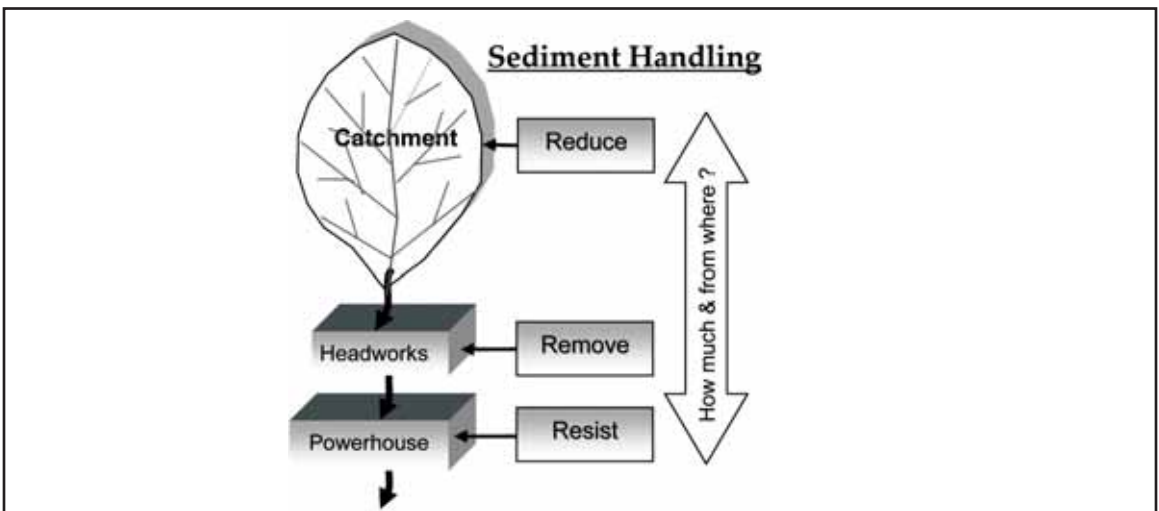 Sediment Handling
Catchment
Reduce
How much & from where ?
Headworks
Remove
Powerhouse
Resist